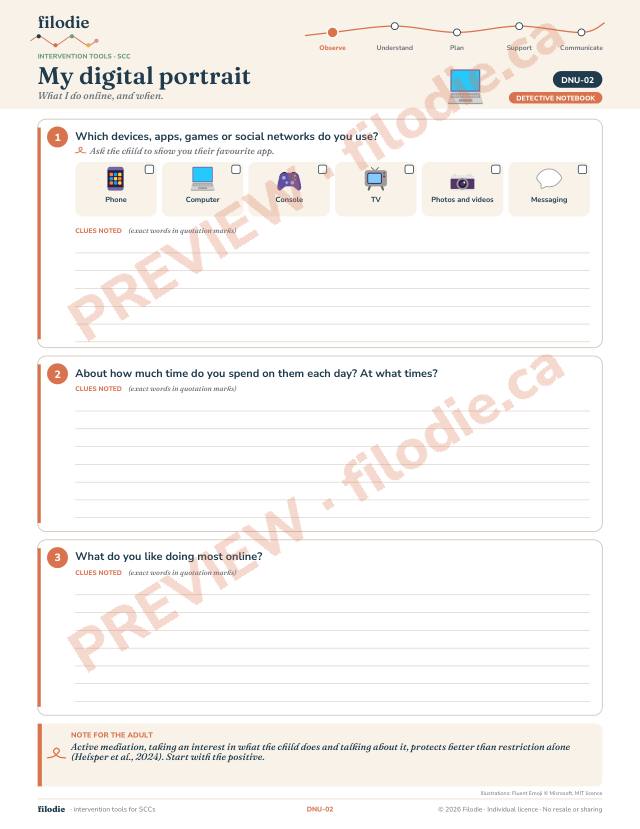 filodie
Observe Understand Plan Support Communicate
INTERVENTION TOOLS · SCC
My digital portrait
What I do online, and when.
DNU-02
DETECTIVE NOTEBOOK
1 Which devices, apps, games or social networks do you use?
Ask the child to show you their favourite app.
Phone Computer Console TV Photos and videos Messaging
CLUES NOTED (exact words in quotation marks)
PREVIEW · filodie.ca
2 About how much time do you spend on them each day? At what times?
CLUES NOTED (exact words in quotation marks)
PREVIEW · filodie.ca
3 What do you like doing most online?
CLUES NOTED (exact words in quotation marks)
NOTE FOR THE ADULT
Active mediation, taking an interest in what the child does and talking about it, protects better than restriction alone
(Helsper et al., 2024). Start with the positive.
Illustrations: Fluent Emoji © Microsoft, MIT licence
filodie · intervention tools for SCCs DNU-02 © 2026 Filodie · Individual licence · No resale or sharing